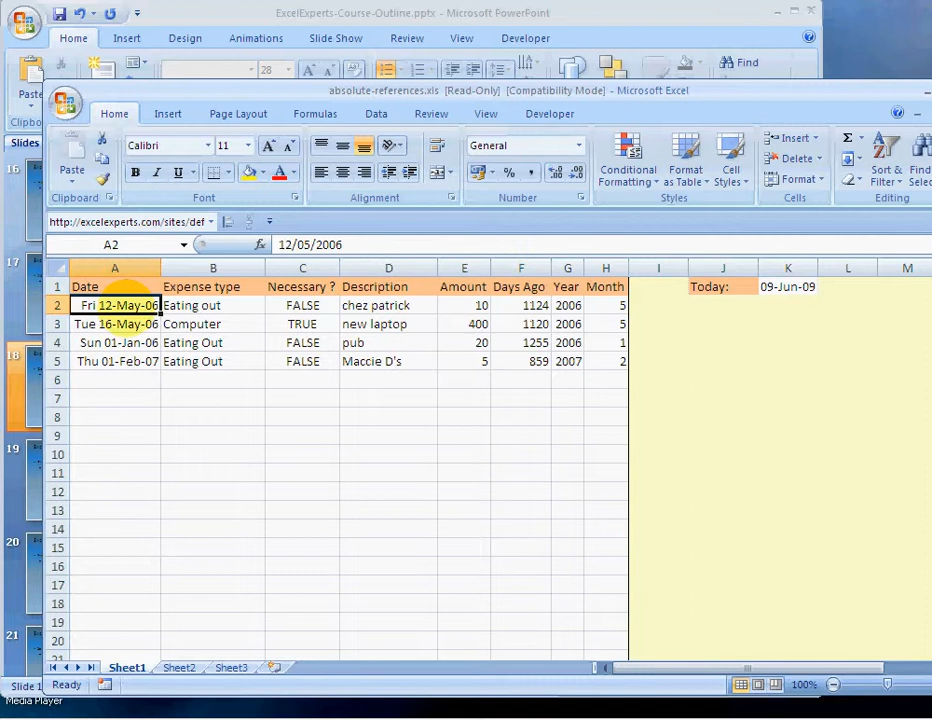 ExcelExperts-Course-Outline.pptx - Microsoft PowerPoint
Home Insert Design Animations Slide Show Review View Developer
Paste 28 Find
Clipbo
absolute-references.xls [Read-Only] [Compatibility Mode] - Microsoft Excel
Home Insert Page Layout Formulas Data Review View Developer
Paste Calibri 11 General Conditional Formatting Format as Table Cell Styles Insert Delete Format Sort & Filter Find Selec
Clipboard Font Alignment Number Styles Cells Editing
http://excelexperts.com/sites/def
A2 fx 12/05/2006
A B C D E F G H I J K L M
1 Date Expense type Necessary ? Description Amount Days Ago Year Month Today: 09-Jun-09
2 Fri 12-May-06 Eating out FALSE chez patrick 10 1124 2006 5
3 Tue 16-May-06 Computer TRUE new laptop 400 1120 2006 5
4 Sun 01-Jan-06 Eating Out FALSE pub 20 1255 2006 1
5 Thu 01-Feb-07 Eating Out FALSE Maccie D's 5 859 2007 2
6
7
8
9
10
11
12
13
14
15
16
17
18
19
20
21
Slides
16
17
18
19
20
21
Sheet1 Sheet2 Sheet3
Ready 100%
Slide 1
Media Player